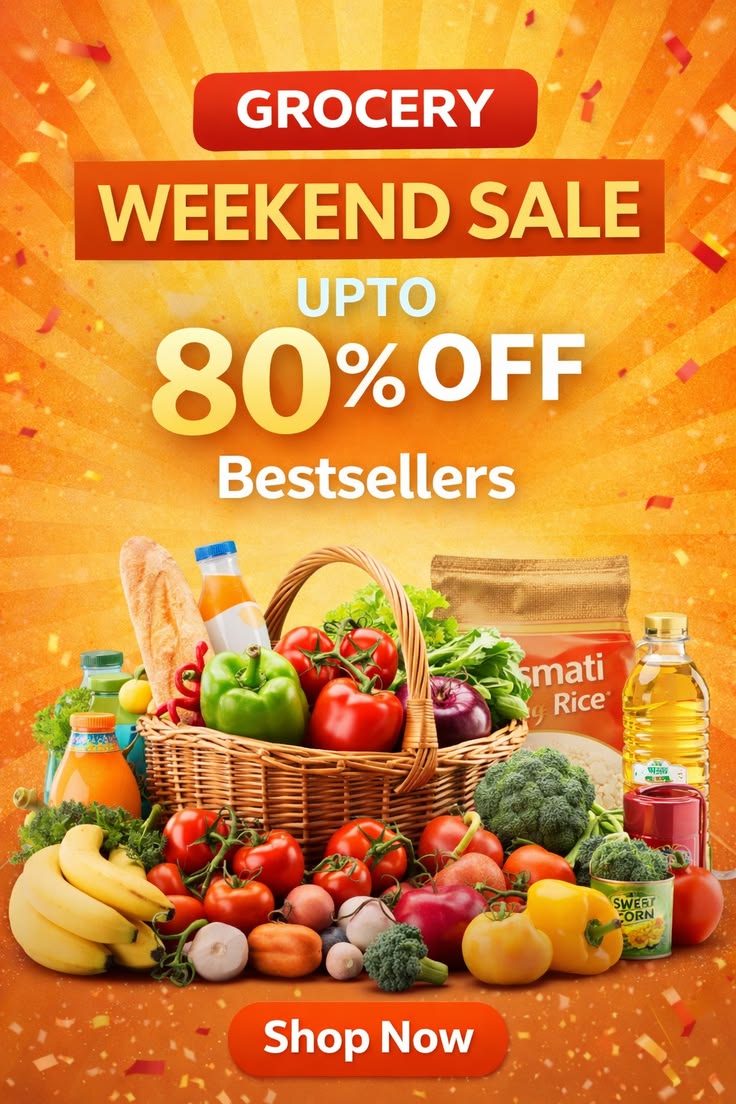 GROCERY
WEEKEND SALE
UPTO
80% OFF
Bestsellers
smati
Rice
SWEET
CORN
Shop Now